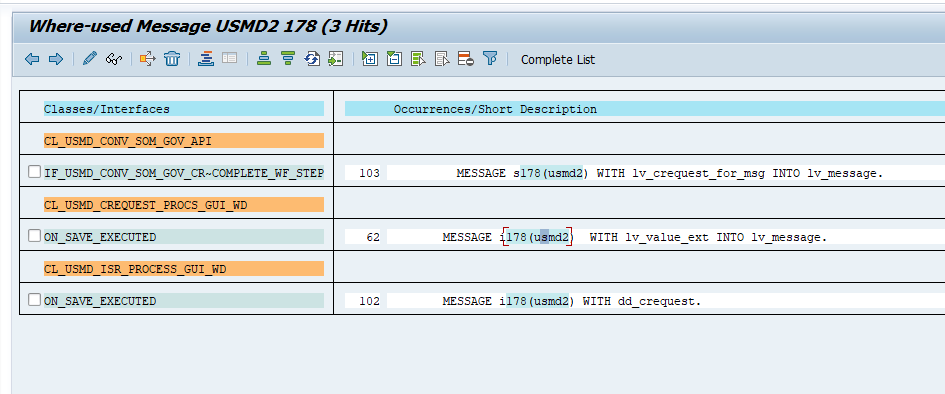 Where-used Message USMD2 178 (3 Hits)
Complete List
Classes/Interfaces Occurrences/Short Description
CL_USMD_CONV_SOM_GOV_API
IF_USMD_CONV_SOM_GOV_CR~COMPLETE_WF_STEP 103 MESSAGE s178(usmd2) WITH lv_crequest_for_msg INTO lv_message.
CL_USMD_CREQUEST_PROCS_GUI_WD
ON_SAVE_EXECUTED 62 MESSAGE i178(usmd2) WITH lv_value_ext INTO lv_message.
CL_USMD_ISR_PROCESS_GUI_WD
ON_SAVE_EXECUTED 102 MESSAGE i178(usmd2) WITH dd_crequest.